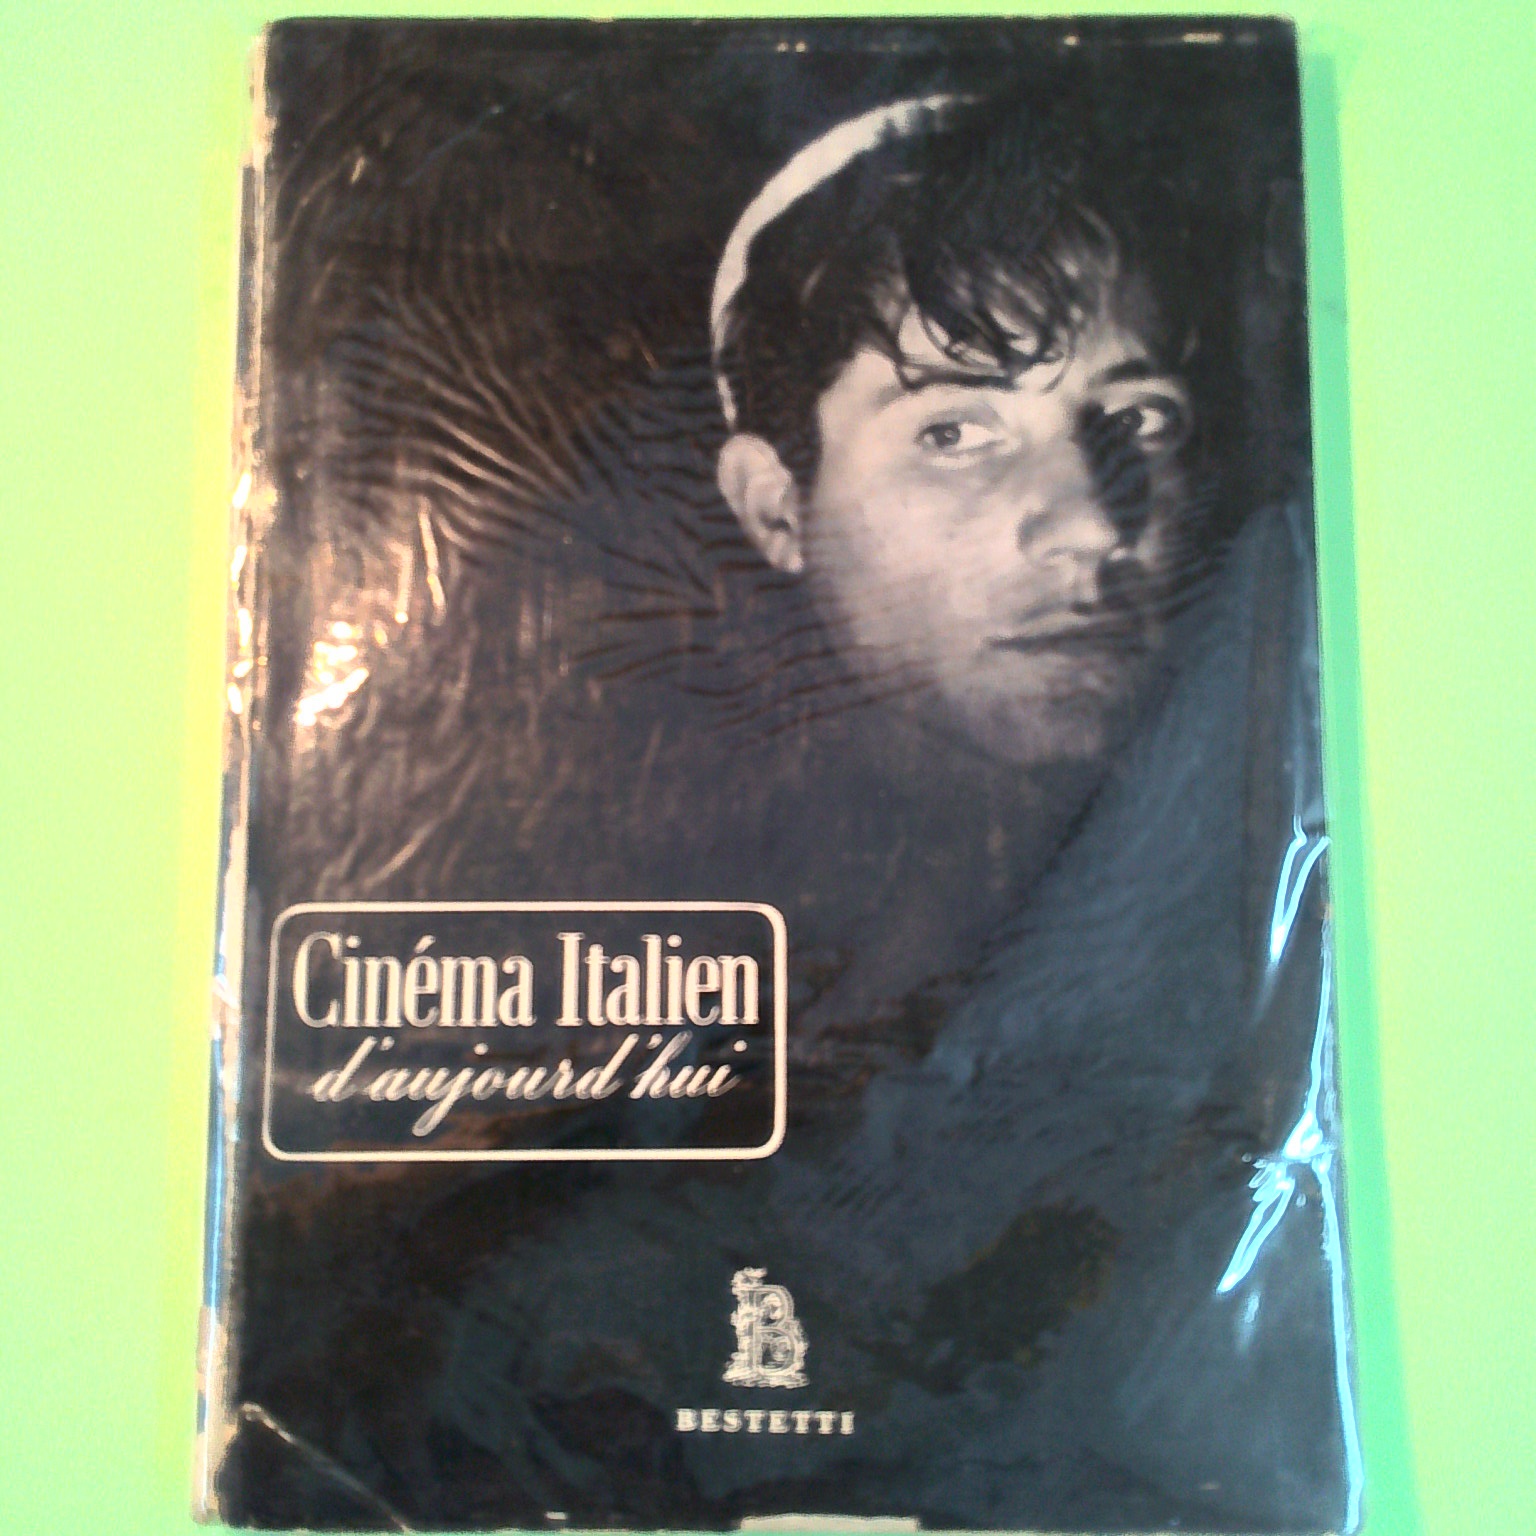 Cinéma Italien
d'aujourd'hui
B
BESTETTI